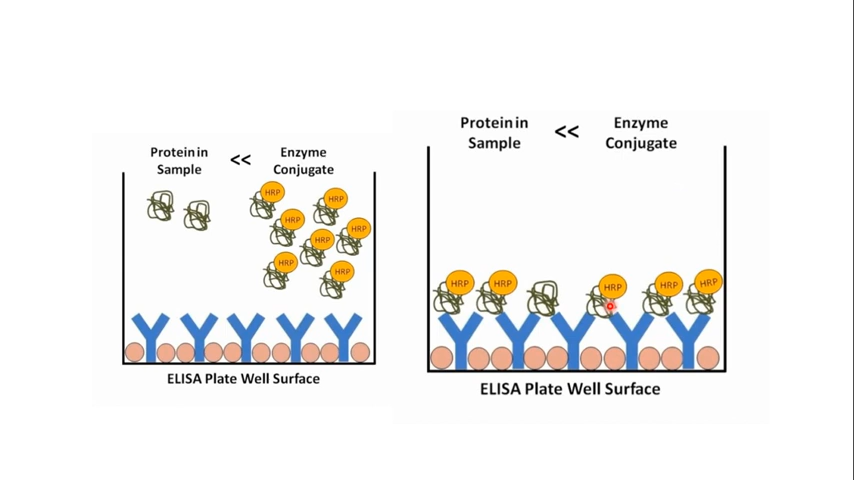 Protein in
Sample
<<
Enzyme
Conjugate
HRP
HRP
HRP
HRP
HRP
HRP
HRP
ELISA Plate Well Surface
Protein in
Sample
<<
Enzyme
Conjugate
HRP
HRP
HRP
HRP
HRP
ELISA Plate Well Surface